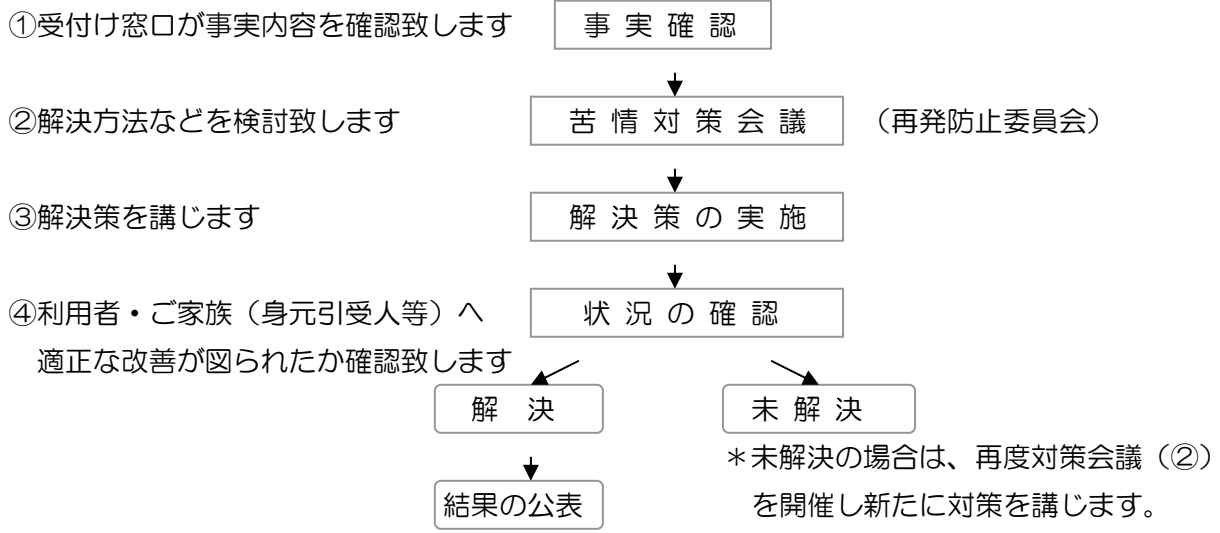 ①受付け窓口が事実内容を確認致します 事 実 確 認
②解決方法などを検討致します 苦 情 対 策 会 議 （再発防止委員会）
③解決策を講じます 解 決 策 の 実 施
④利用者・ご家族（身元引受人等）へ 状 況 の 確 認
適正な改善が図られたか確認致します
解 決 未 解 決
＊未解決の場合は、再度対策会議（②）
結果の公表 を開催し新たに対策を講じます。